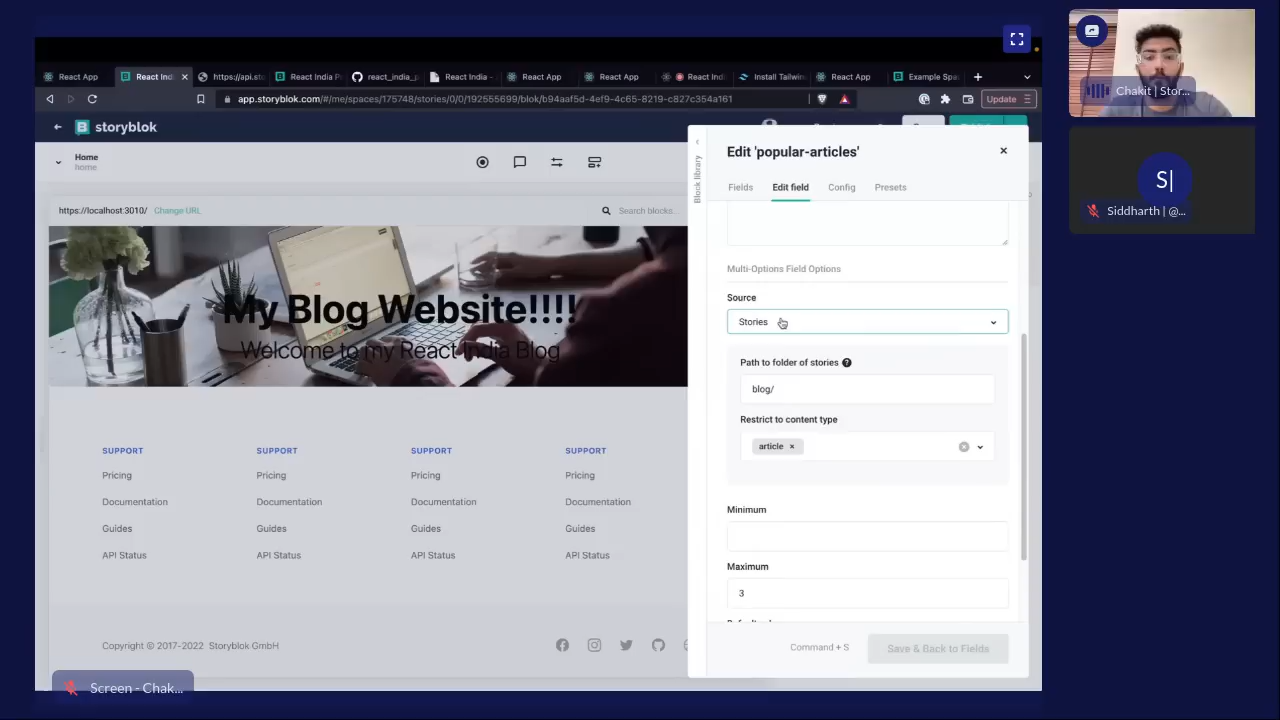 React App
React Indi
https://api.sto
React India P
react_india_p
React India -
React App
React App
React Indi
Install Tailwin
React App
Example Spa
app.storyblok.com/#/me/spaces/175748/stories/0/0/192555699/blok/b94aaf5d-4ef9-4c65-8219-c827c354a161
Update
storyblok
Home
home
https://localhost:3010/ Change URL
Search blocks...
My Blog Website!!!!
Welcome to my React India Blog
SUPPORT SUPPORT SUPPORT SUPPORT
Pricing Pricing Pricing Pricing
Documentation Documentation Documentation Documentation
Guides Guides Guides Guides
API Status API Status API Status API Status
Copyright © 2017-2022 Storyblok GmbH
Block library
Edit 'popular-articles'
Fields Edit field Config Presets
Multi-Options Field Options
Source
Stories
Path to folder of stories
blog/
Restrict to content type
article
Minimum
Maximum
3
Command + S
Save & Back to Fields
Screen - Chak...
Chakit | Stor...
S|
Siddharth | @...